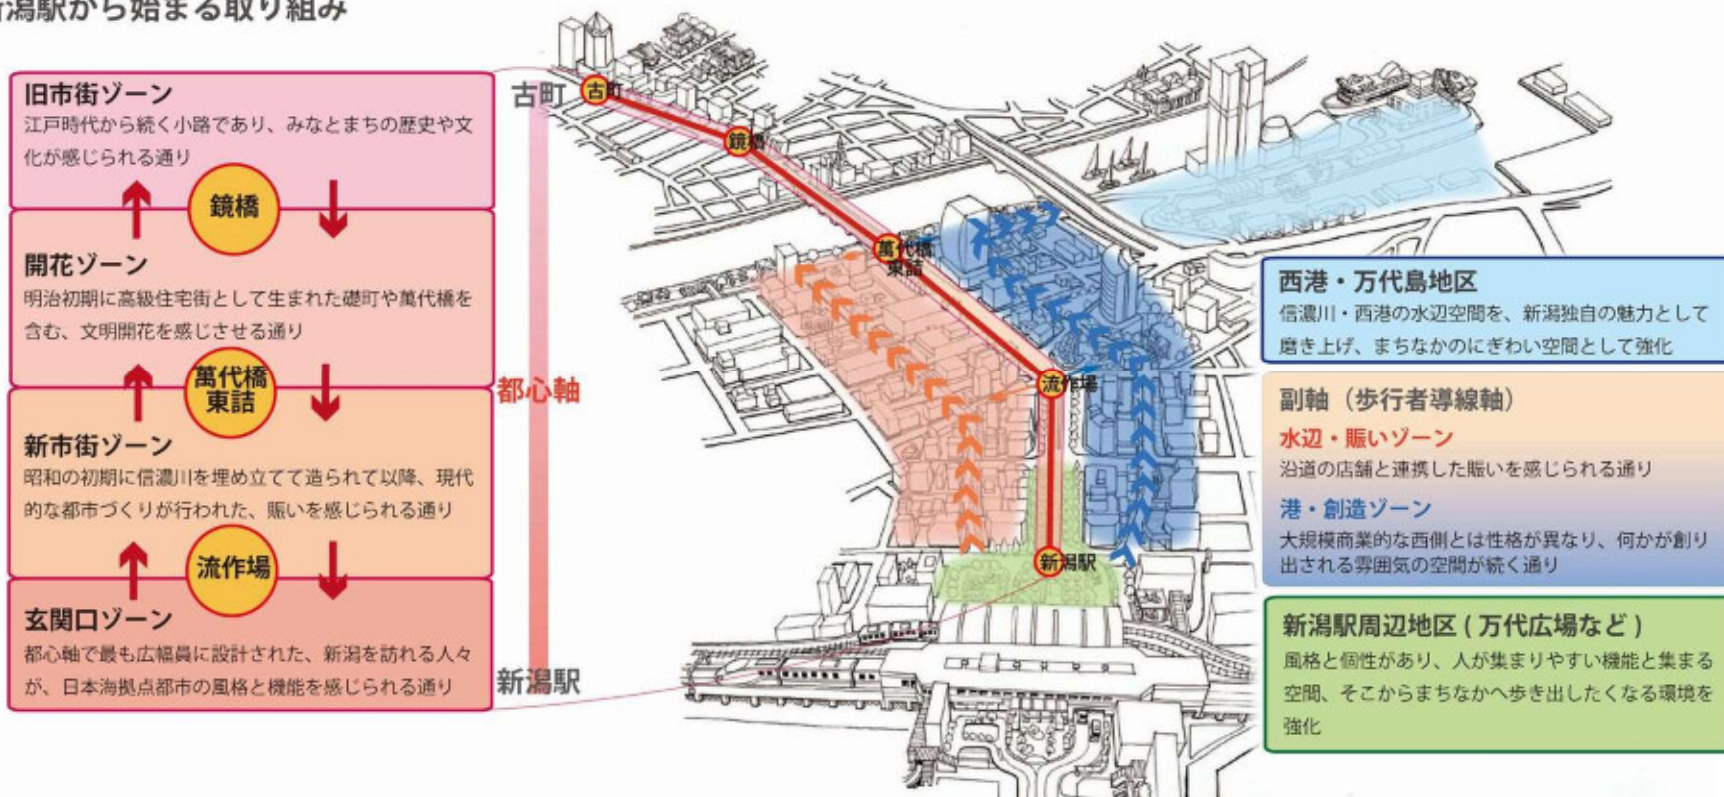 新潟駅から始まる取り組み
旧市街ゾーン
江戸時代から続く小路であり、みなとまちの歴史や文
化が感じられる通り
鏡橋
開花ゾーン
明治初期に高級住宅街として生まれた礎町や萬代橋を
含む、文明開花を感じさせる通り
萬代橋
東詰
新市街ゾーン
昭和の初期に信濃川を埋め立てて造られて以降、現代
的な都市づくりが行われた、賑いを感じられる通り
流作場
玄関口ゾーン
都心軸で最も広幅員に設計された、新潟を訪れる人々
が、日本海拠点都市の風格と機能を感じられる通り
古町
都心軸
新潟駅
古町
鏡橋
萬代橋
東詰
流作場
新潟駅
西港・万代島地区
信濃川・西港の水辺空間を、新潟独自の魅力として
磨き上げ、まちなかのにぎわい空間として強化
副軸（歩行者導線軸）
水辺・賑いゾーン
沿道の店舗と連携した賑いを感じられる通り
港・創造ゾーン
大規模商業的な西側とは性格が異なり、何かが創り
出される雰囲気の空間が続く通り
新潟駅周辺地区 ( 万代広場など )
風格と個性があり、人が集まりやすい機能と集まる
空間、そこからまちなかへ歩き出したくなる環境を
強化